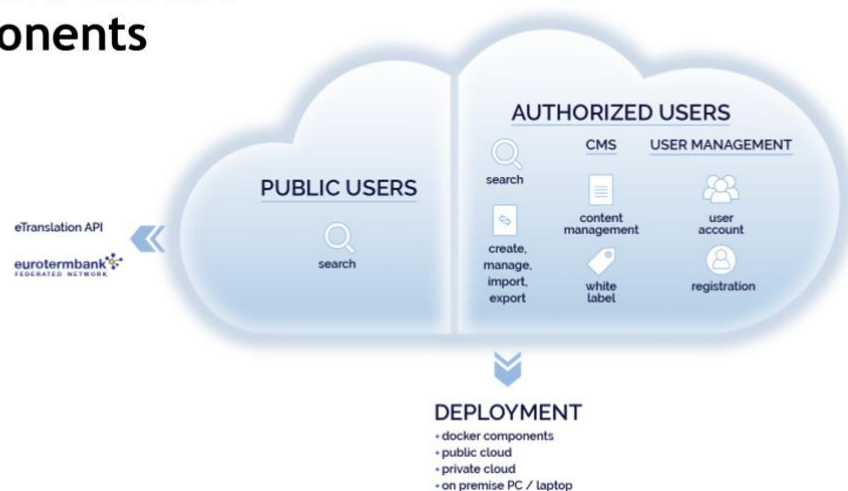 onents
PUBLIC USERS
search
AUTHORIZED USERS
search
create,
manage,
import,
export
CMS
content
management
white
label
USER MANAGEMENT
user
account
registration
eTranslation API
eurotermbank
FEDERATED NETWORK
DEPLOYMENT
• docker components
• public cloud
• private cloud
• on premise PC / laptop